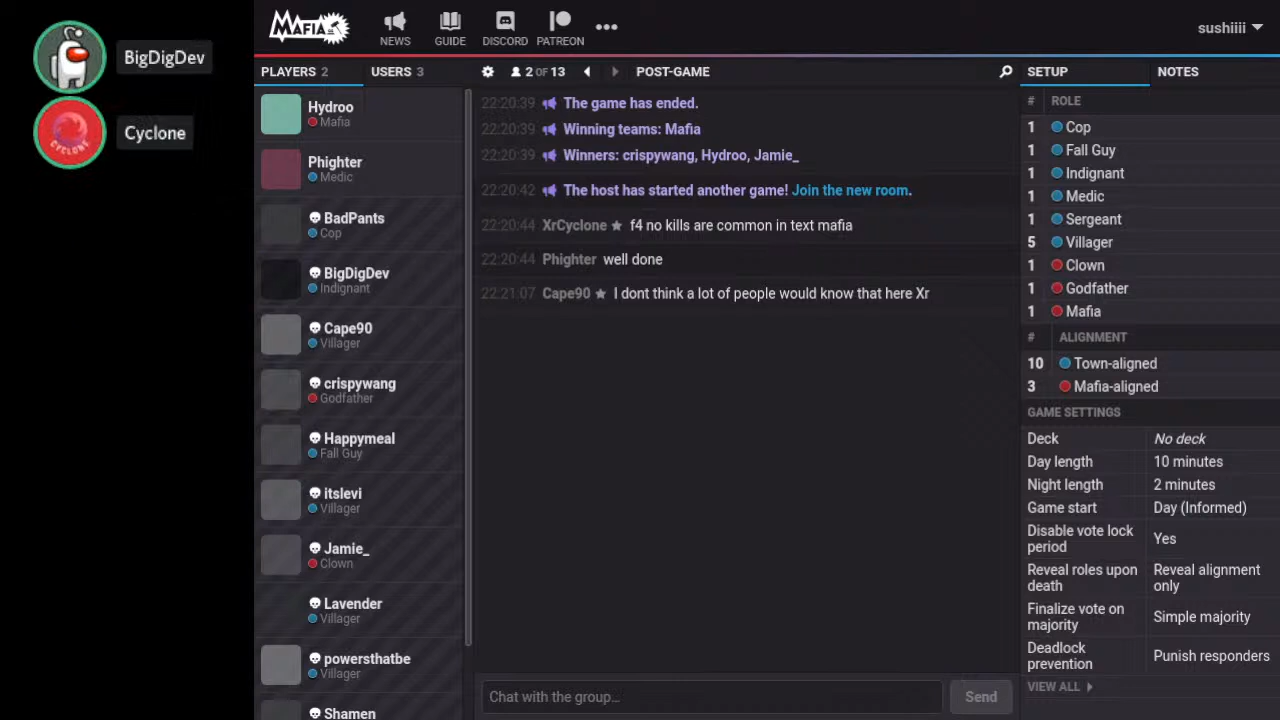 BigDigDev
Cyclone
MAFIA
NEWS
GUIDE
DISCORD
PATREON
sushiiii
PLAYERS 2
USERS 3
Hydroo
Mafia
Phighter
Medic
BadPants
Cop
BigDigDev
Indignant
Cape90
Villager
crispywang
Godfather
Happymeal
Fall Guy
itslevi
Villager
Jamie_
Clown
Lavender
Villager
powersthatbe
Villager
Shamen
2 OF 13
POST-GAME
22:20:39 The game has ended.
22:20:39 Winning teams: Mafia
22:20:39 Winners: crispywang, Hydroo, Jamie_
22:20:42 The host has started another game! Join the new room.
22:20:44 XrCyclone ★ f4 no kills are common in text mafia
22:20:44 Phighter well done
22:21:07 Cape90 ★ I dont think a lot of people would know that here Xr
Chat with the group...
Send
SETUP
NOTES
# ROLE
1 Cop
1 Fall Guy
1 Indignant
1 Medic
1 Sergeant
5 Villager
1 Clown
1 Godfather
1 Mafia
# ALIGNMENT
10 Town-aligned
3 Mafia-aligned
GAME SETTINGS
Deck No deck
Day length 10 minutes
Night length 2 minutes
Game start Day (Informed)
Disable vote lock
period
Yes
Reveal roles upon
death
Reveal alignment
only
Finalize vote on
majority
Simple majority
Deadlock
prevention
Punish responders
VIEW ALL